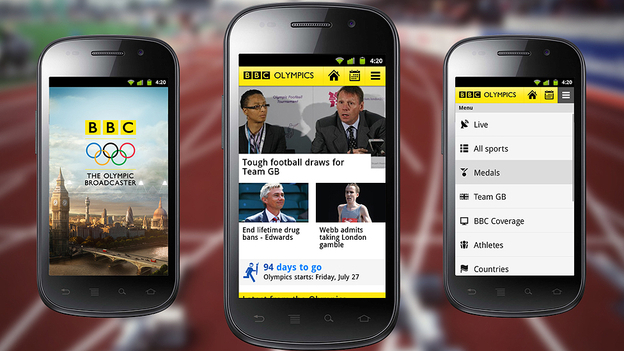 4:20
BBC
THE OLYMPIC
BROADCASTER
4:20
BBC OLYMPICS
Tough football draws for
Team GB
End lifetime drug
bans - Edwards
Webb admits
taking London
gamble
94 days to go
Olympics starts: Friday, July 27
4:20
BBC OLYMPICS
Menu
Live
All sports
Medals
Team GB
BBC Coverage
Athletes
Countries